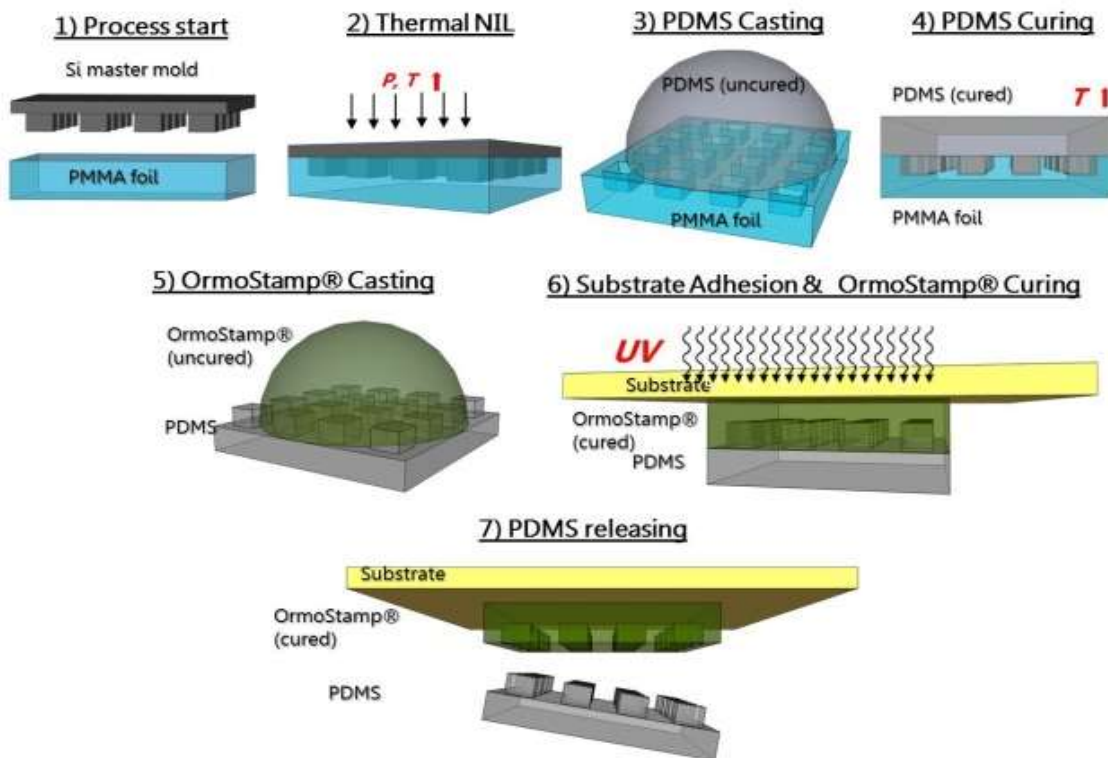 1) Process start
Si master mold
PMMA foil
2) Thermal NIL
P, T ⬆
3) PDMS Casting
PDMS (uncured)
PMMA foil
4) PDMS Curing
PDMS (cured)
T ⬆
PMMA foil
5) OrmoStamp® Casting
OrmoStamp®
(uncured)
PDMS
6) Substrate Adhesion & OrmoStamp® Curing
UV
Substrate
OrmoStamp®
(cured)
PDMS
7) PDMS releasing
Substrate
OrmoStamp®
(cured)
PDMS